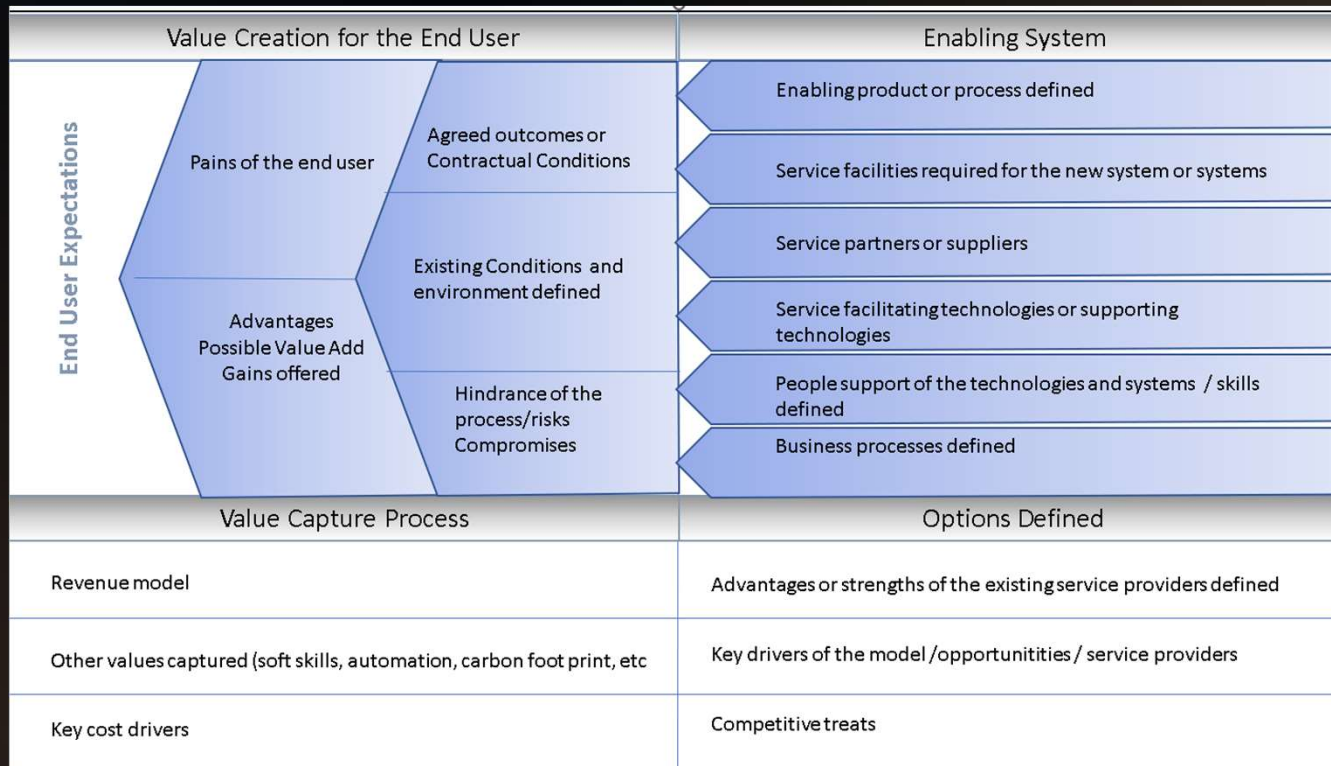 Value Creation for the End User
Enabling System
End User Expectations
Pains of the end user
Advantages
Possible Value Add
Gains offered
Agreed outcomes or
Contractual Conditions
Existing Conditions and
environment defined
Hindrance of the
process/risks
Compromises
Enabling product or process defined
Service facilities required for the new system or systems
Service partners or suppliers
Service facilitating technologies or supporting
technologies
People support of the technologies and systems / skills
defined
Business processes defined
Value Capture Process
Options Defined
Revenue model
Advantages or strengths of the existing service providers defined
Other values captured (soft skills, automation, carbon foot print, etc
Key drivers of the model /opportunitities / service providers
Key cost drivers
Competitive treats